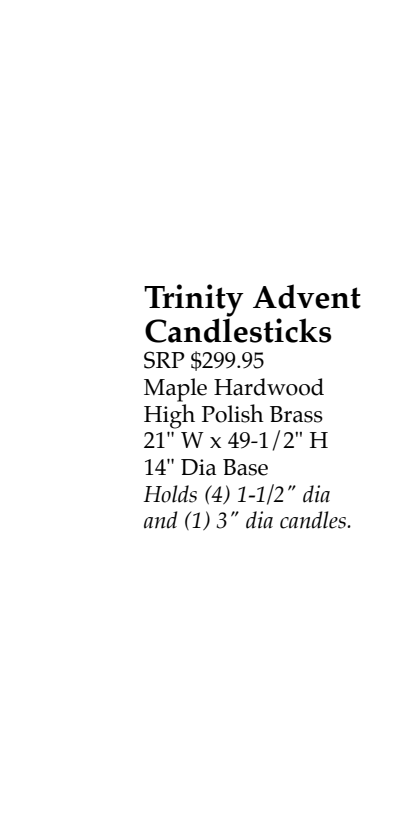 Trinity Advent
Candlesticks
SRP $299.95
Maple Hardwood
High Polish Brass
21" W x 49-1/2" H
14" Dia Base
Holds (4) 1-1/2" dia
and (1) 3" dia candles.